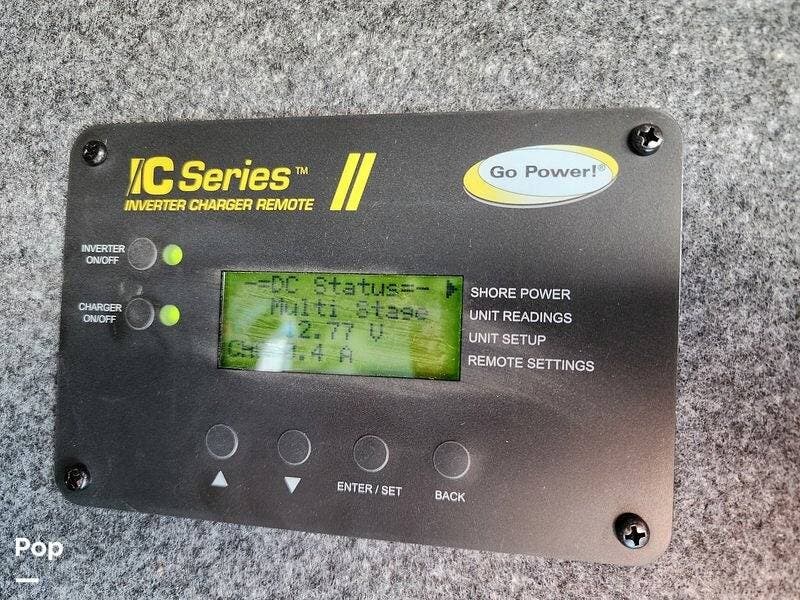 IC Series™
INVERTER CHARGER REMOTE
Go Power!®
INVERTER
ON/OFF
CHARGER
ON/OFF
-=DC Status=-
Multi Stage
2.77 V
.4 A
SHORE POWER
UNIT READINGS
UNIT SETUP
REMOTE SETTINGS
ENTER / SET
BACK
Pop